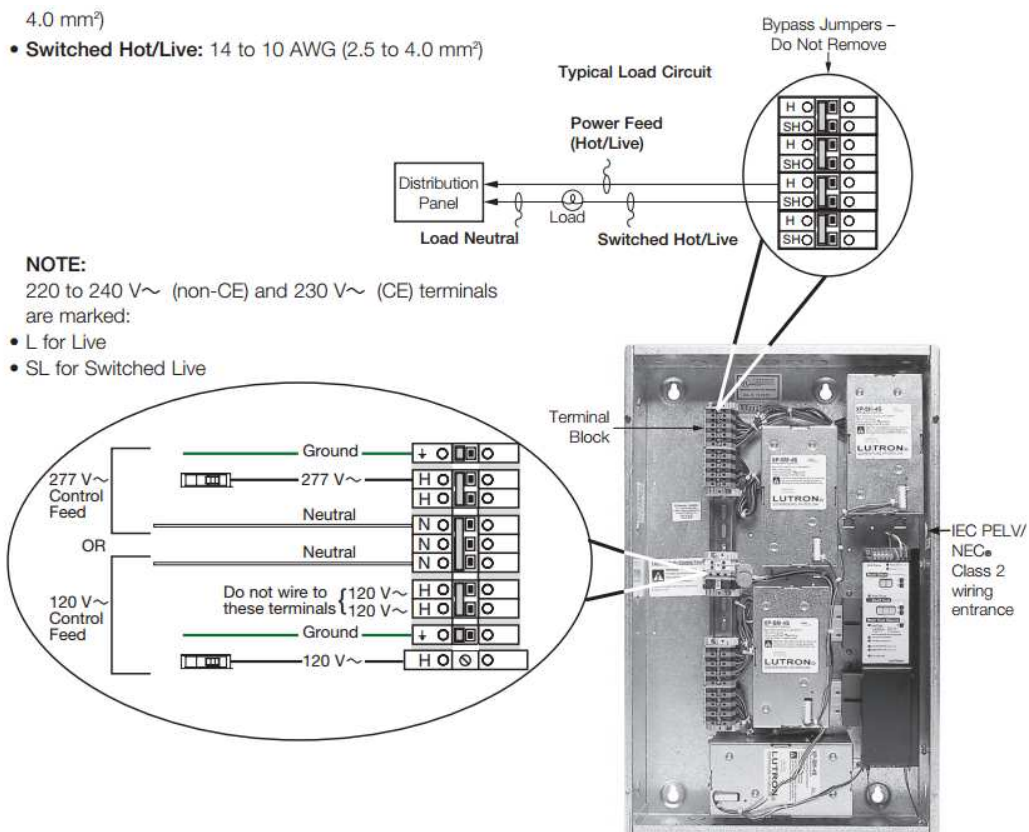 4.0 mm²)
• Switched Hot/Live: 14 to 10 AWG (2.5 to 4.0 mm²)
Bypass Jumpers –
Do Not Remove
Typical Load Circuit
H
SH
H
SH
H
SH
H
SH
Power Feed
(Hot/Live)
Distribution
Panel
Load
Load Neutral
Switched Hot/Live
NOTE:
220 to 240 V~ (non-CE) and 230 V~ (CE) terminals
are marked:
• L for Live
• SL for Switched Live
277 V~
Control
Feed
OR
120 V~
Control
Feed
Ground
277 V~
H
H
Neutral
N
N
Neutral
N
Do not wire to
these terminals
120 V~
H
120 V~
H
Ground
120 V~
H
Terminal
Block
LUTRON
LUTRON
LUTRON
LUTRON
IEC PELV/
NEC®
Class 2
wiring
entrance